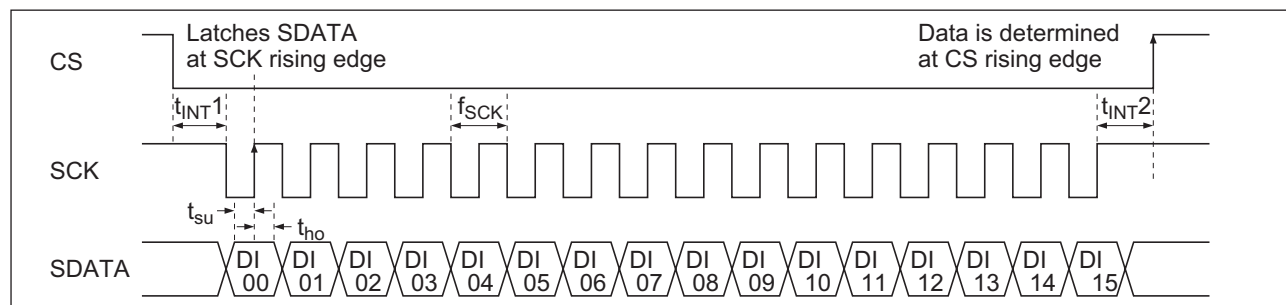 Latches SDATA
at SCK rising edge
Data is determined
at CS rising edge
CS
tINT1
fSCK
tINT2
SCK
tsu
tho
SDATA
DI 00
DI 01
DI 02
DI 03
DI 04
DI 05
DI 06
DI 07
DI 08
DI 09
DI 10
DI 11
DI 12
DI 13
DI 14
DI 15